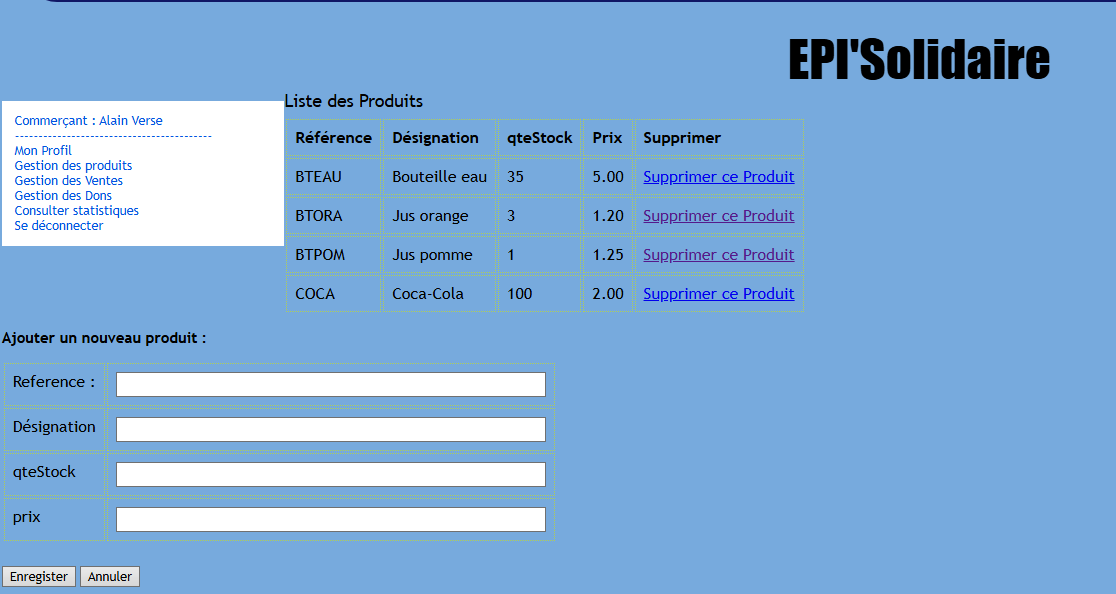 EPI'Solidaire
Commerçant : Alain Verse
-----------------------------------------
Mon Profil
Gestion des produits
Gestion des Ventes
Gestion des Dons
Consulter statistiques
Se déconnecter
Liste des Produits
Référence Désignation qteStock Prix Supprimer
BTEAU Bouteille eau 35 5.00 Supprimer ce Produit
BTORA Jus orange 3 1.20 Supprimer ce Produit
BTPOM Jus pomme 1 1.25 Supprimer ce Produit
COCA Coca-Cola 100 2.00 Supprimer ce Produit
Ajouter un nouveau produit :
Reference :
Désignation
qteStock
prix
Enregister Annuler